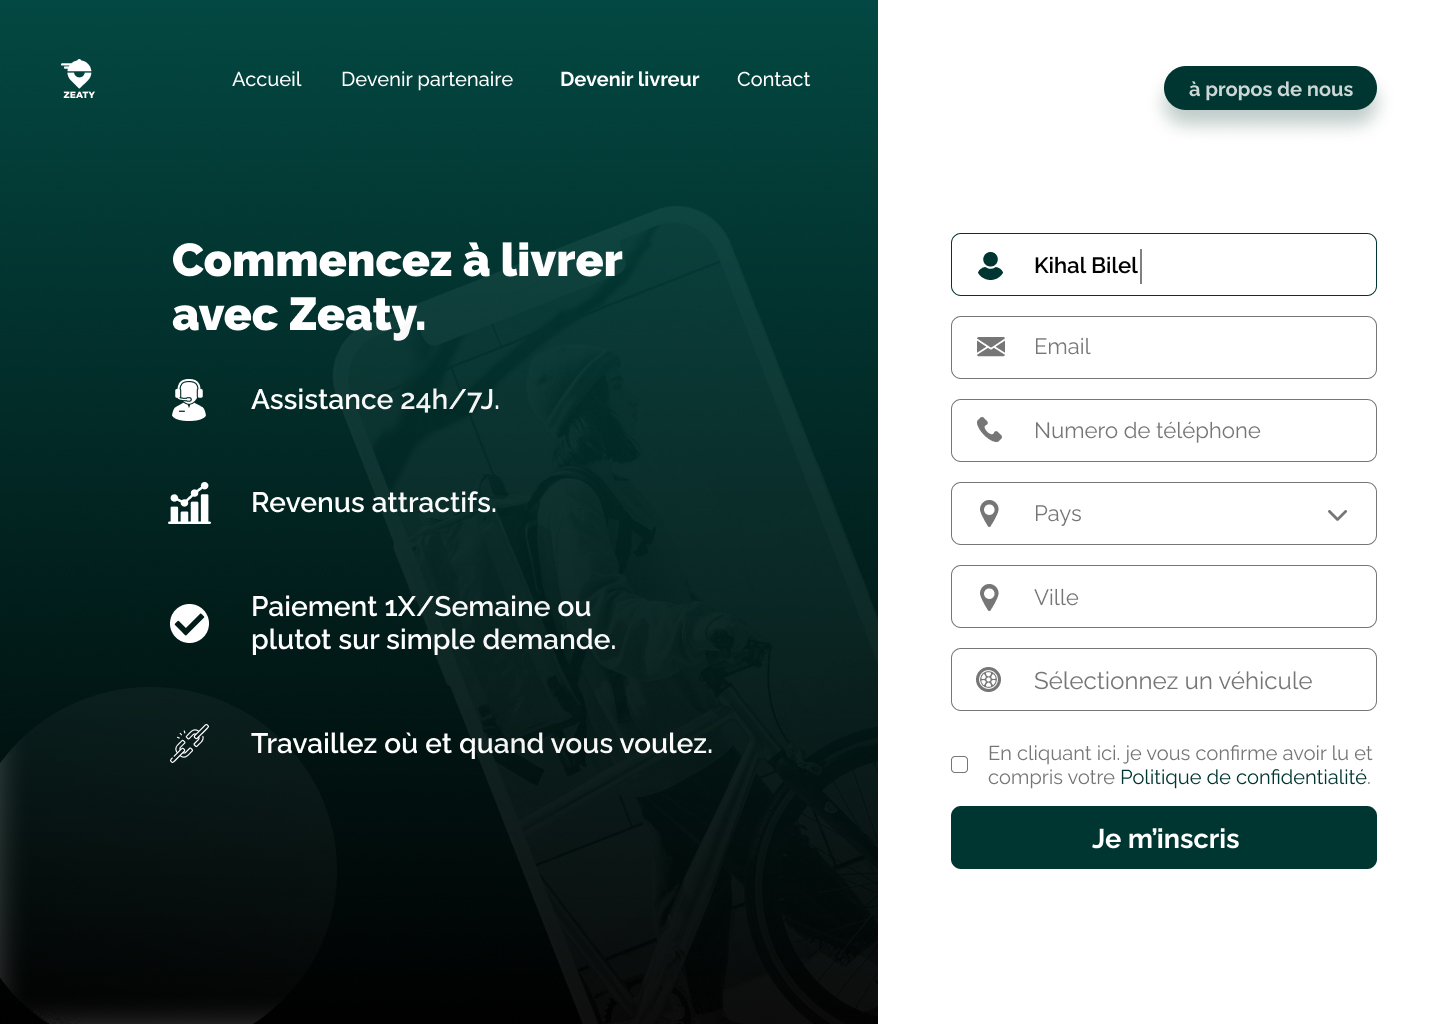 ZEATY
Accueil
Devenir partenaire
Devenir livreur
Contact
à propos de nous
Commencez à livrer
avec Zeaty.
Assistance 24h/7J.
Revenus attractifs.
Paiement 1X/Semaine ou
plutot sur simple demande.
Travaillez où et quand vous voulez.
Kihal Bilel
Email
Numero de téléphone
Pays
Ville
Sélectionnez un véhicule
En cliquant ici. je vous confirme avoir lu et
compris votre Politique de confidentialité.
Je m'inscris